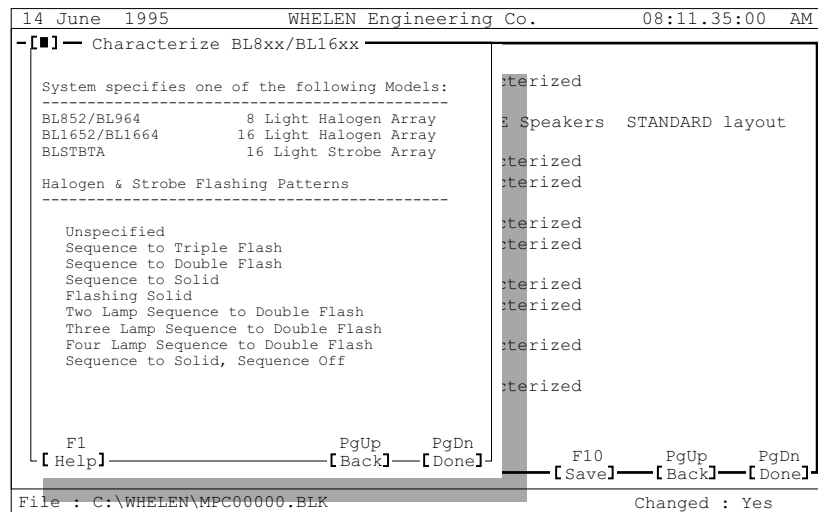 14 June 1995 WHELEN Engineering Co. 08:11.35:00 AM
[■] Characterize BL8xx/BL16xx
System specifies one of the following Models:
BL852/BL964 8 Light Halogen Array
BL1652/BL1664 16 Light Halogen Array
BLSTBTA 16 Light Strobe Array
Halogen & Strobe Flashing Patterns
Unspecified
Sequence to Triple Flash
Sequence to Double Flash
Sequence to Solid
Flashing Solid
Two Lamp Sequence to Double Flash
Three Lamp Sequence to Double Flash
Four Lamp Sequence to Double Flash
Sequence to Solid, Sequence Off
F1 PgUp PgDn
[Help] [Back] [Done]
cterized
E Speakers STANDARD layout
cterized
cterized
cterized
cterized
cterized
cterized
cterized
cterized
F10 PgUp PgDn
[Save] [Back] [Done]
File : C:\WHELEN\MPC00000.BLK Changed : Yes